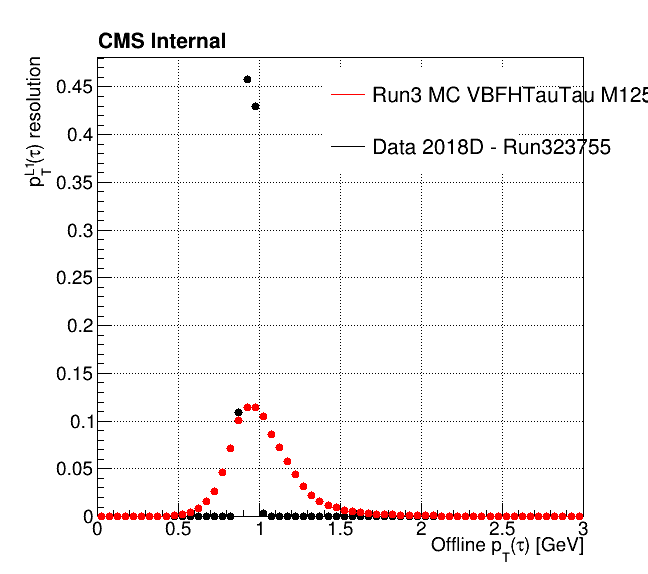 CMS Internal
p_T^L1(τ) resolution
Run3 MC VBFHTauTau M125
Data 2018D - Run323755
0.45
0.4
0.35
0.3
0.25
0.2
0.15
0.1
0.05
0
0 0.5 1 1.5 2 2.5 3
Offline p_T(τ) [GeV]